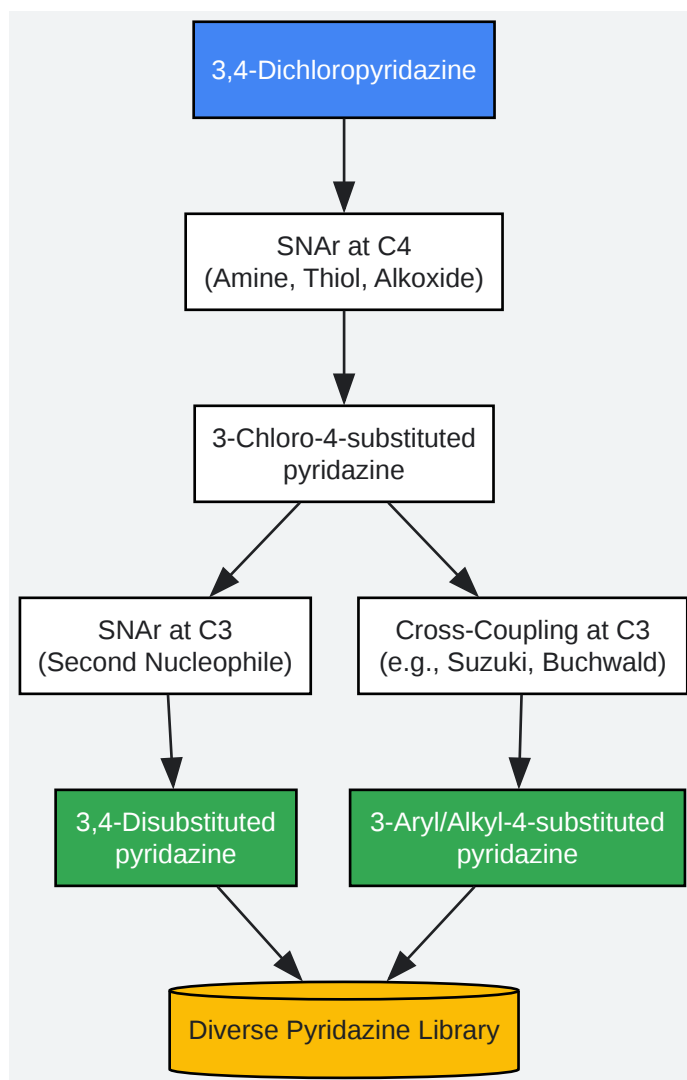 3,4-Dichloropyridazine
SNAr at C4
(Amine, Thiol, Alkoxide)
3-Chloro-4-substituted
pyridazine
SNAr at C3
(Second Nucleophile)
Cross-Coupling at C3
(e.g., Suzuki, Buchwald)
3,4-Disubstituted
pyridazine
3-Aryl/Alkyl-4-substituted
pyridazine
Diverse Pyridazine Library